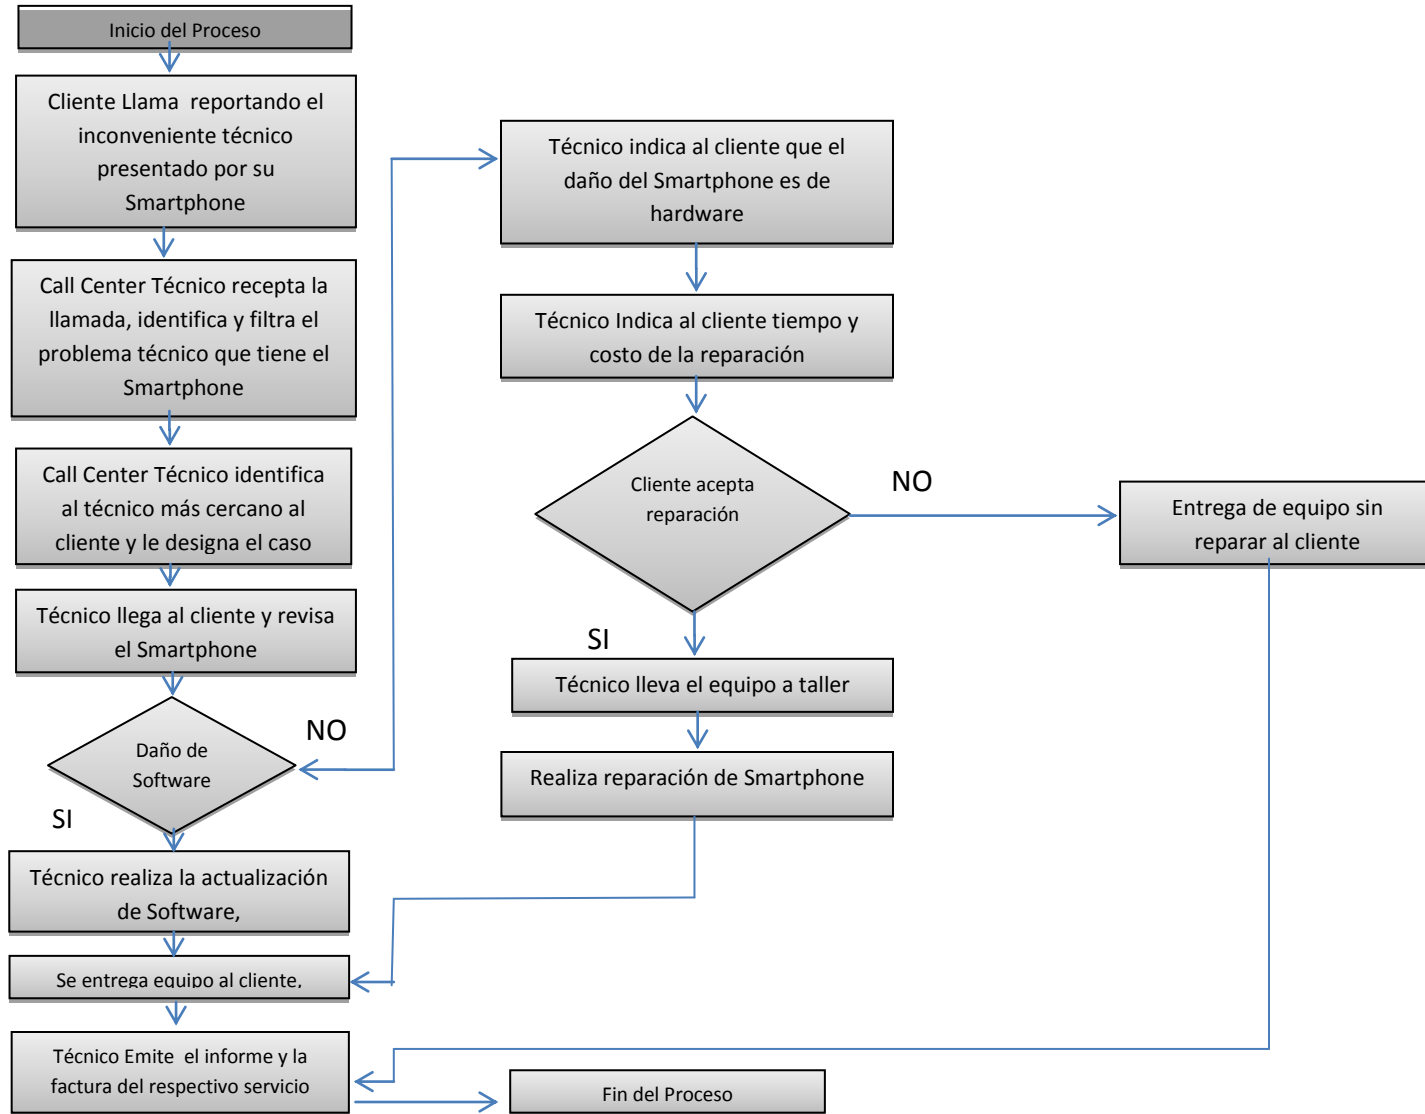 Inicio del Proceso
Cliente Llama  reportando el
inconveniente técnico
presentado por su
Smartphone
Call Center Técnico recepta la
llamada, identifica y filtra el
problema técnico que tiene el
Smartphone
Call Center Técnico identifica
al técnico más cercano al
cliente y le designa el caso
Técnico llega al cliente y revisa
el Smartphone
Daño de
Software
NO
SI
Técnico realiza la actualización
de Software,
Se entrega equipo al cliente,
Técnico Emite  el informe y la
factura del respectivo servicio
Técnico indica al cliente que el
daño del Smartphone es de
hardware
Técnico Indica al cliente tiempo y
costo de la reparación
Cliente acepta
reparación
NO
SI
Técnico lleva el equipo a taller
Realiza reparación de Smartphone
Entrega de equipo sin
reparar al cliente
Fin del Proceso